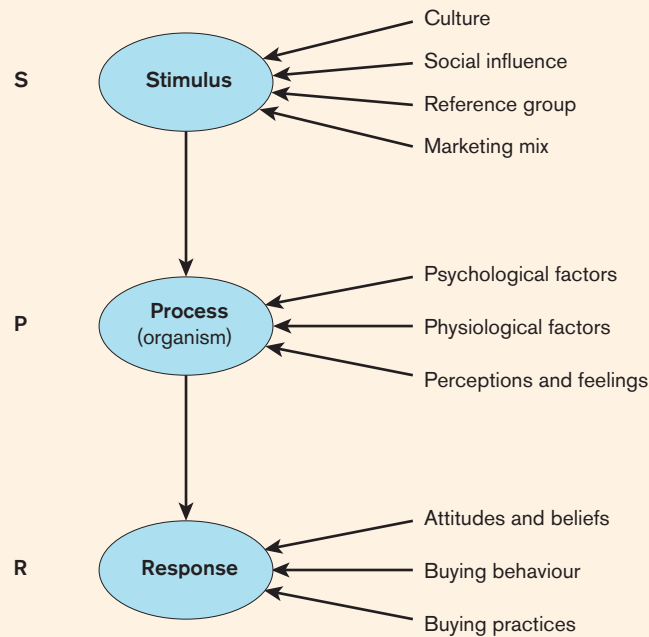 Culture
Social influence
S
Stimulus
Reference group
Marketing mix
Psychological factors
Process
P
(organism)
Physiological factors
Perceptions and feelings
Attitudes and beliefs
R
Response
Buying behaviour
Buying practices